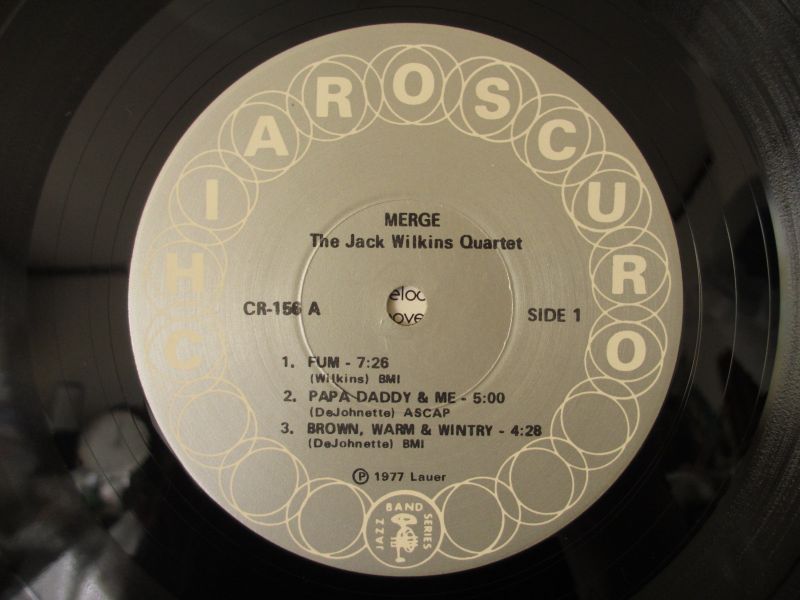 CHIAROSCURO
MERGE
The Jack Wilkins Quartet
CR-156 A
SIDE 1
1. FUM - 7:26
(Wilkins) BMI
2. PAPA DADDY & ME - 5:00
(DeJohnette) ASCAP
3. BROWN, WARM & WINTRY - 4:28
(DeJohnette) BMI
℗ 1977 Lauer
JAZZ BAND SERIES